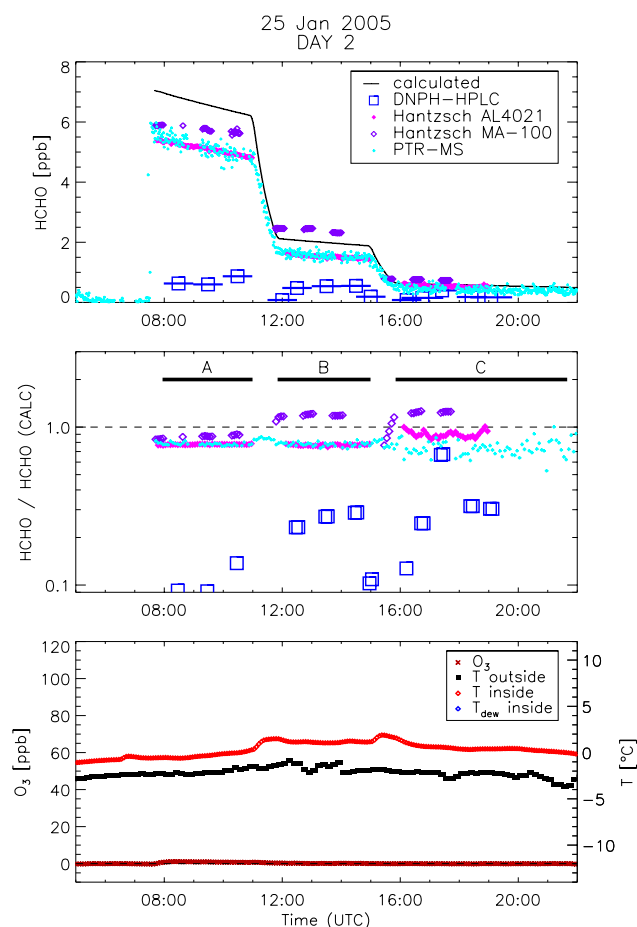 25 Jan 2005
DAY 2
8
6
4
2
0
HCHO [ppb]
calculated
DNPH-HPLC
Hantzsch AL4021
Hantzsch MA-100
PTR-MS
08:00 12:00 16:00 20:00
A B C
1.0
0.1
HCHO / HCHO (CALC)
08:00 12:00 16:00 20:00
120
100
80
60
40
20
0
O3 [ppb]
O3
T outside
T inside
Tdew inside
10
5
0
-5
-10
T [°C]
08:00 12:00 16:00 20:00
Time (UTC)